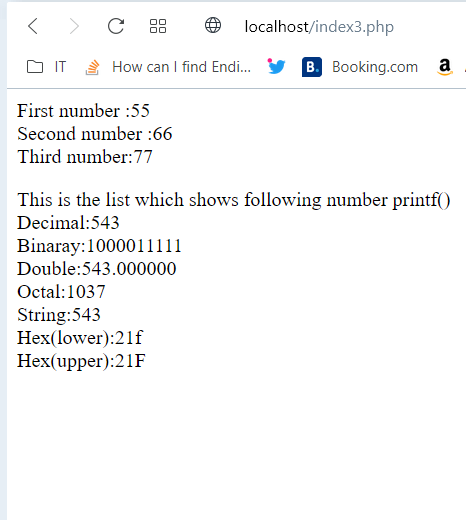 localhost/index3.php
IT How can I find Endi... B. Booking.com a
First number :55
Second number :66
Third number:77
This is the list which shows following number printf()
Decimal:543
Binaray:1000011111
Double:543.000000
Octal:1037
String:543
Hex(lower):21f
Hex(upper):21F